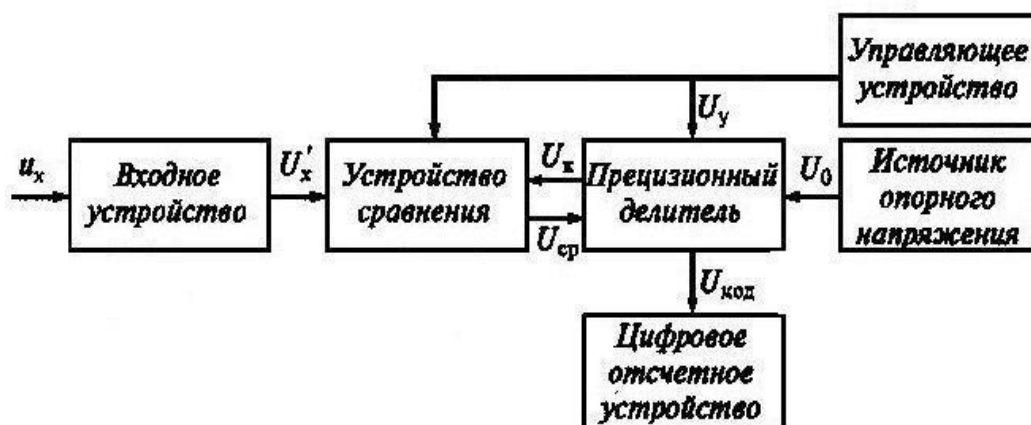 Управляющее
устройство
U_у
u_x
Входное
устройство
U'_x
Устройство
сравнения
U_к
U_ср
Прецизионный
делитель
U_0
Источник
опорного
напряжения
U_код
Цифровое
отсчетное
устройство